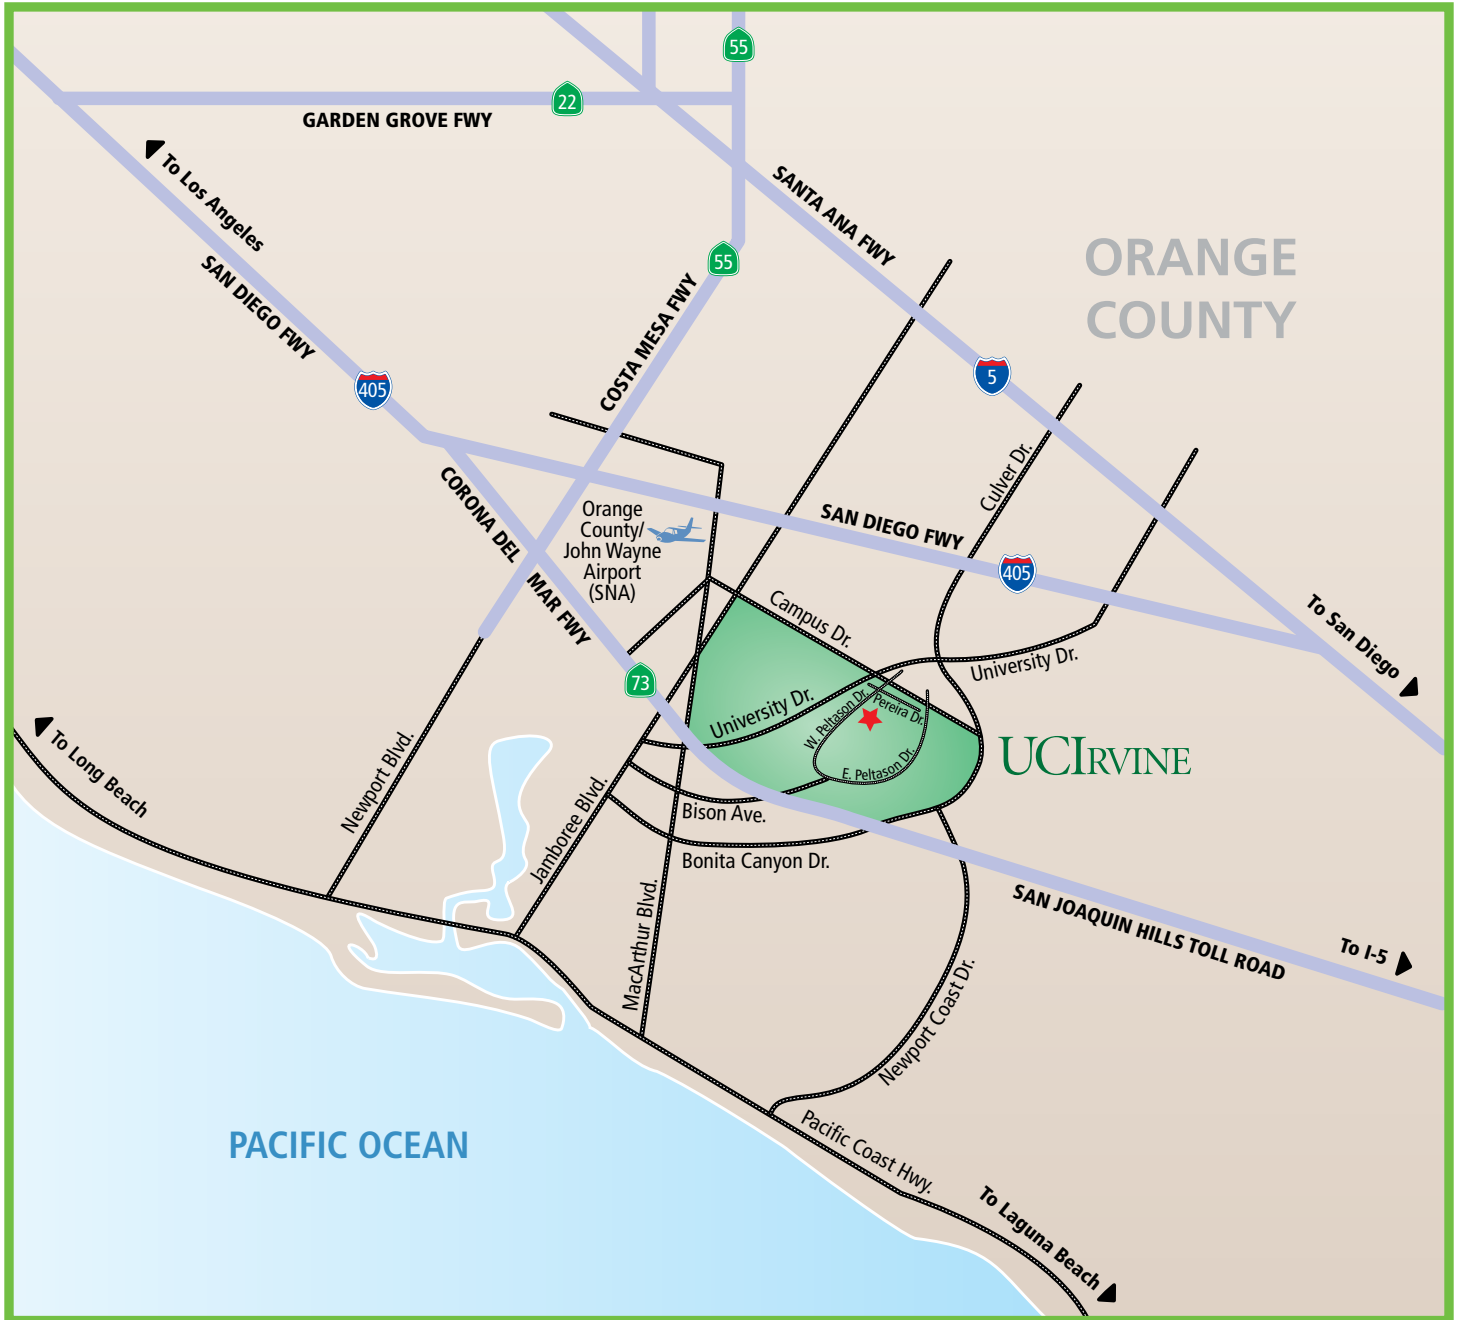 55
22
GARDEN GROVE FWY
To Los Angeles
SANTA ANA FWY
ORANGE
COUNTY
55
SAN DIEGO FWY
COSTA MESA FWY
405
5
Culver Dr.
CORONA DEL
MAR FWY
Orange
County/
John Wayne
Airport
(SNA)
SAN DIEGO FWY
405
Campus Dr.
To San Diego
University Dr.
73
W. Peltason Dr.
Pereira Dr.
University Dr.
E. Peltason Dr.
UCIRVINE
To Long Beach
Newport Blvd.
Jamboree Blvd.
Bison Ave.
Bonita Canyon Dr.
MacArthur Blvd.
SAN JOAQUIN HILLS TOLL ROAD
To I-5
Newport Coast Dr.
PACIFIC OCEAN
Pacific Coast Hwy.
To Laguna Beach